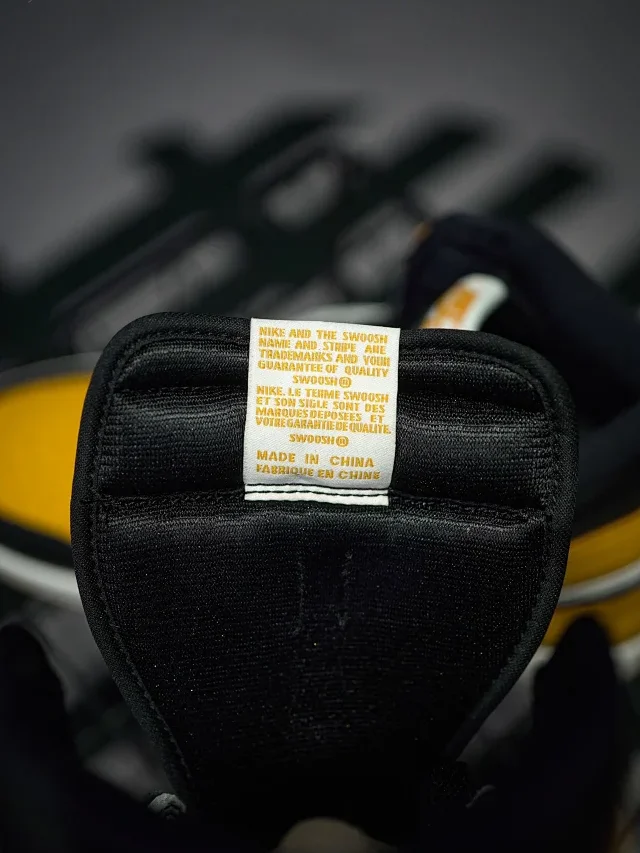 NIKE AND THE SWOOSH
NAME AND STRIPE ARE
TRADEMARKS AND YOUR
GUARANTEE OF QUALITY
SWOOSH®
NIKE. LE TERME SWOOSH
ET SON SIGLE SONT DES
MARQUES DEPOSÉES ET
VOTRE GARANTIE DE QUALITE.
SWOOSH®
MADE IN CHINA
FABRIQUE EN CHINE